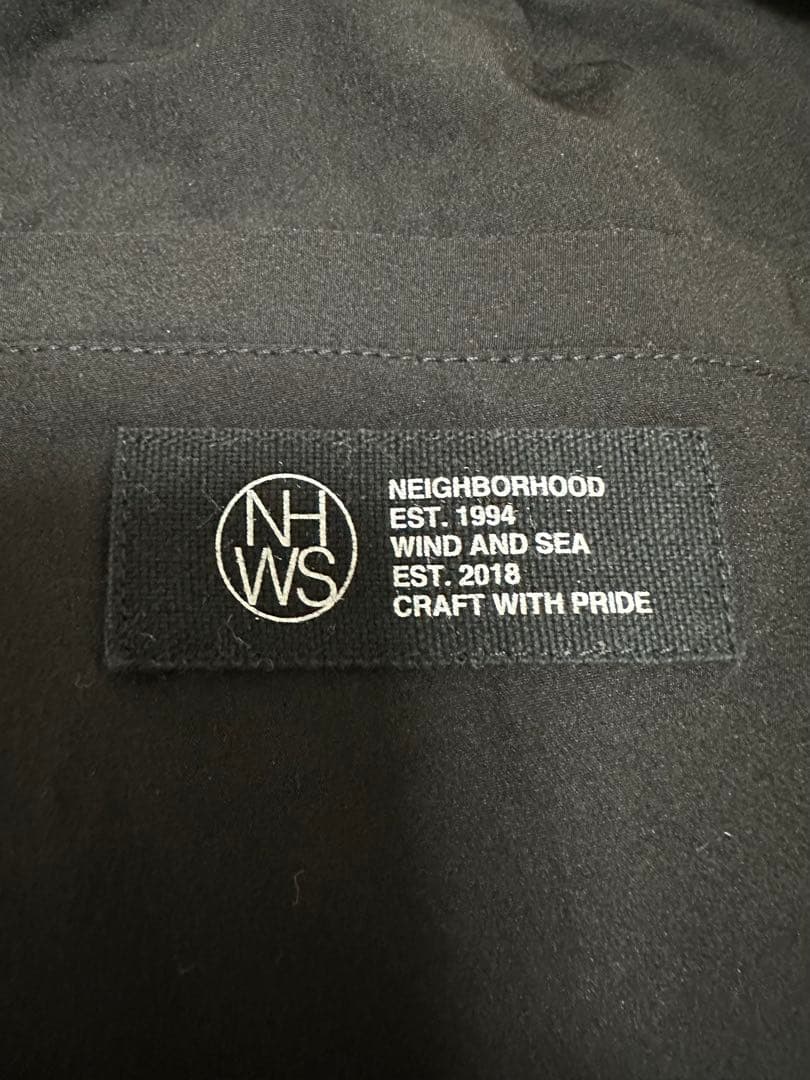 NH
WS
NEIGHBORHOOD
EST. 1994
WIND AND SEA
EST. 2018
CRAFT WITH PRIDE